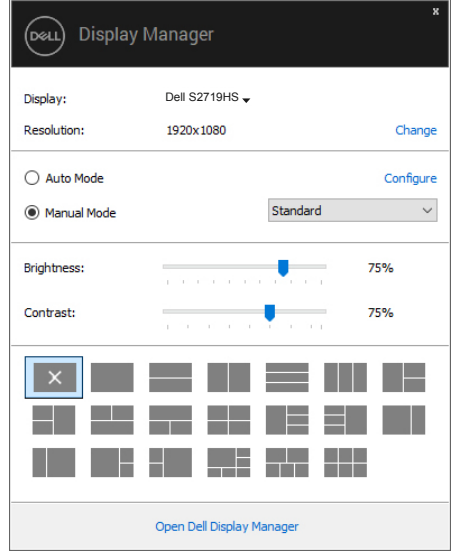 x
DELL Display Manager
Display: Dell S2719HS
Resolution: 1920x1080 Change
Auto Mode Configure
Manual Mode Standard
Brightness: 75%
Contrast: 75%
Open Dell Display Manager